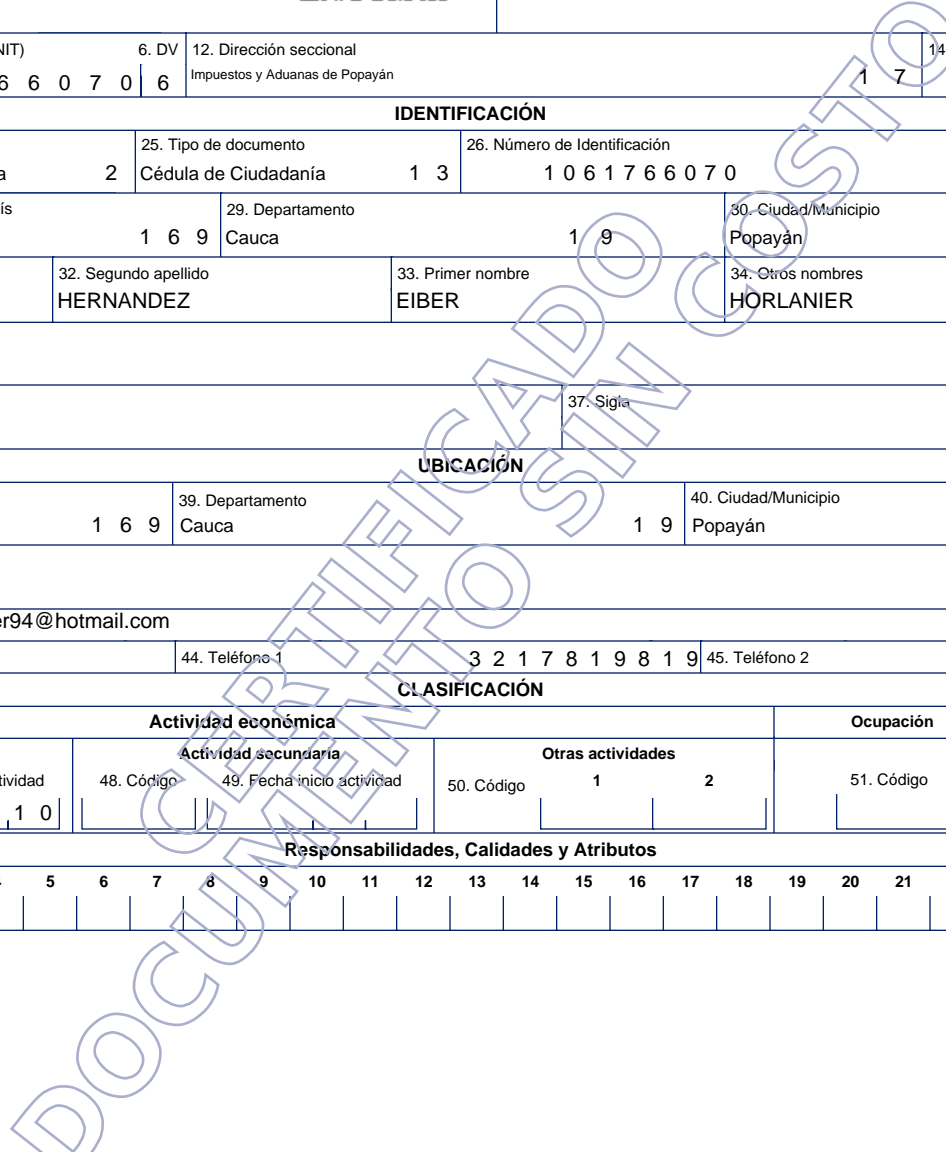 NIT) 6. DV 12. Dirección seccional 14
6 6 0 7 0 6 Impuestos y Aduanas de Popayán 1 7
IDENTIFICACIÓN
25. Tipo de documento 26. Número de Identificación
a 2 Cédula de Ciudadanía 1 3 1 0 6 1 7 6 6 0 7 0
ís 29. Departamento 30. Ciudad/Municipio
1 6 9 Cauca 1 9 Popayán
32. Segundo apellido 33. Primer nombre 34. Otros nombres
HERNANDEZ EIBER HORLANIER
37. Sigla
UBICACIÓN
39. Departamento 40. Ciudad/Municipio
1 6 9 Cauca 1 9 Popayán
er94@hotmail.com
44. Teléfono 1 3 2 1 7 8 1 9 8 1 9 45. Teléfono 2
CLASIFICACIÓN
Actividad económica Ocupación
Actividad secundaria Otras actividades
tividad 48. Código 49. Fecha inicio actividad 50. Código 1 2 51. Código
1 0
Responsabilidades, Calidades y Atributos
5 6 7 8 9 10 11 12 13 14 15 16 17 18 19 20 21
CERTIFICADO
DOCUMENTO SIN COSTO